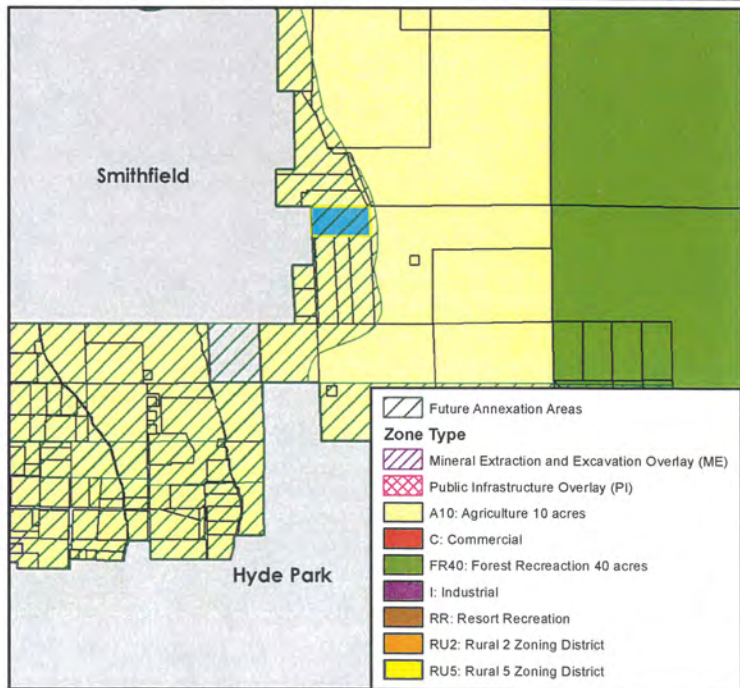 Smithfield
Hyde Park
Future Annexation Areas
Zone Type
Mineral Extraction and Excavation Overlay (ME)
Public Infrastructure Overlay (PI)
A10: Agriculture 10 acres
C: Commercial
FR40: Forest Recreaction 40 acres
I: Industrial
RR: Resort Recreation
RU2: Rural 2 Zoning District
RU5: Rural 5 Zoning District